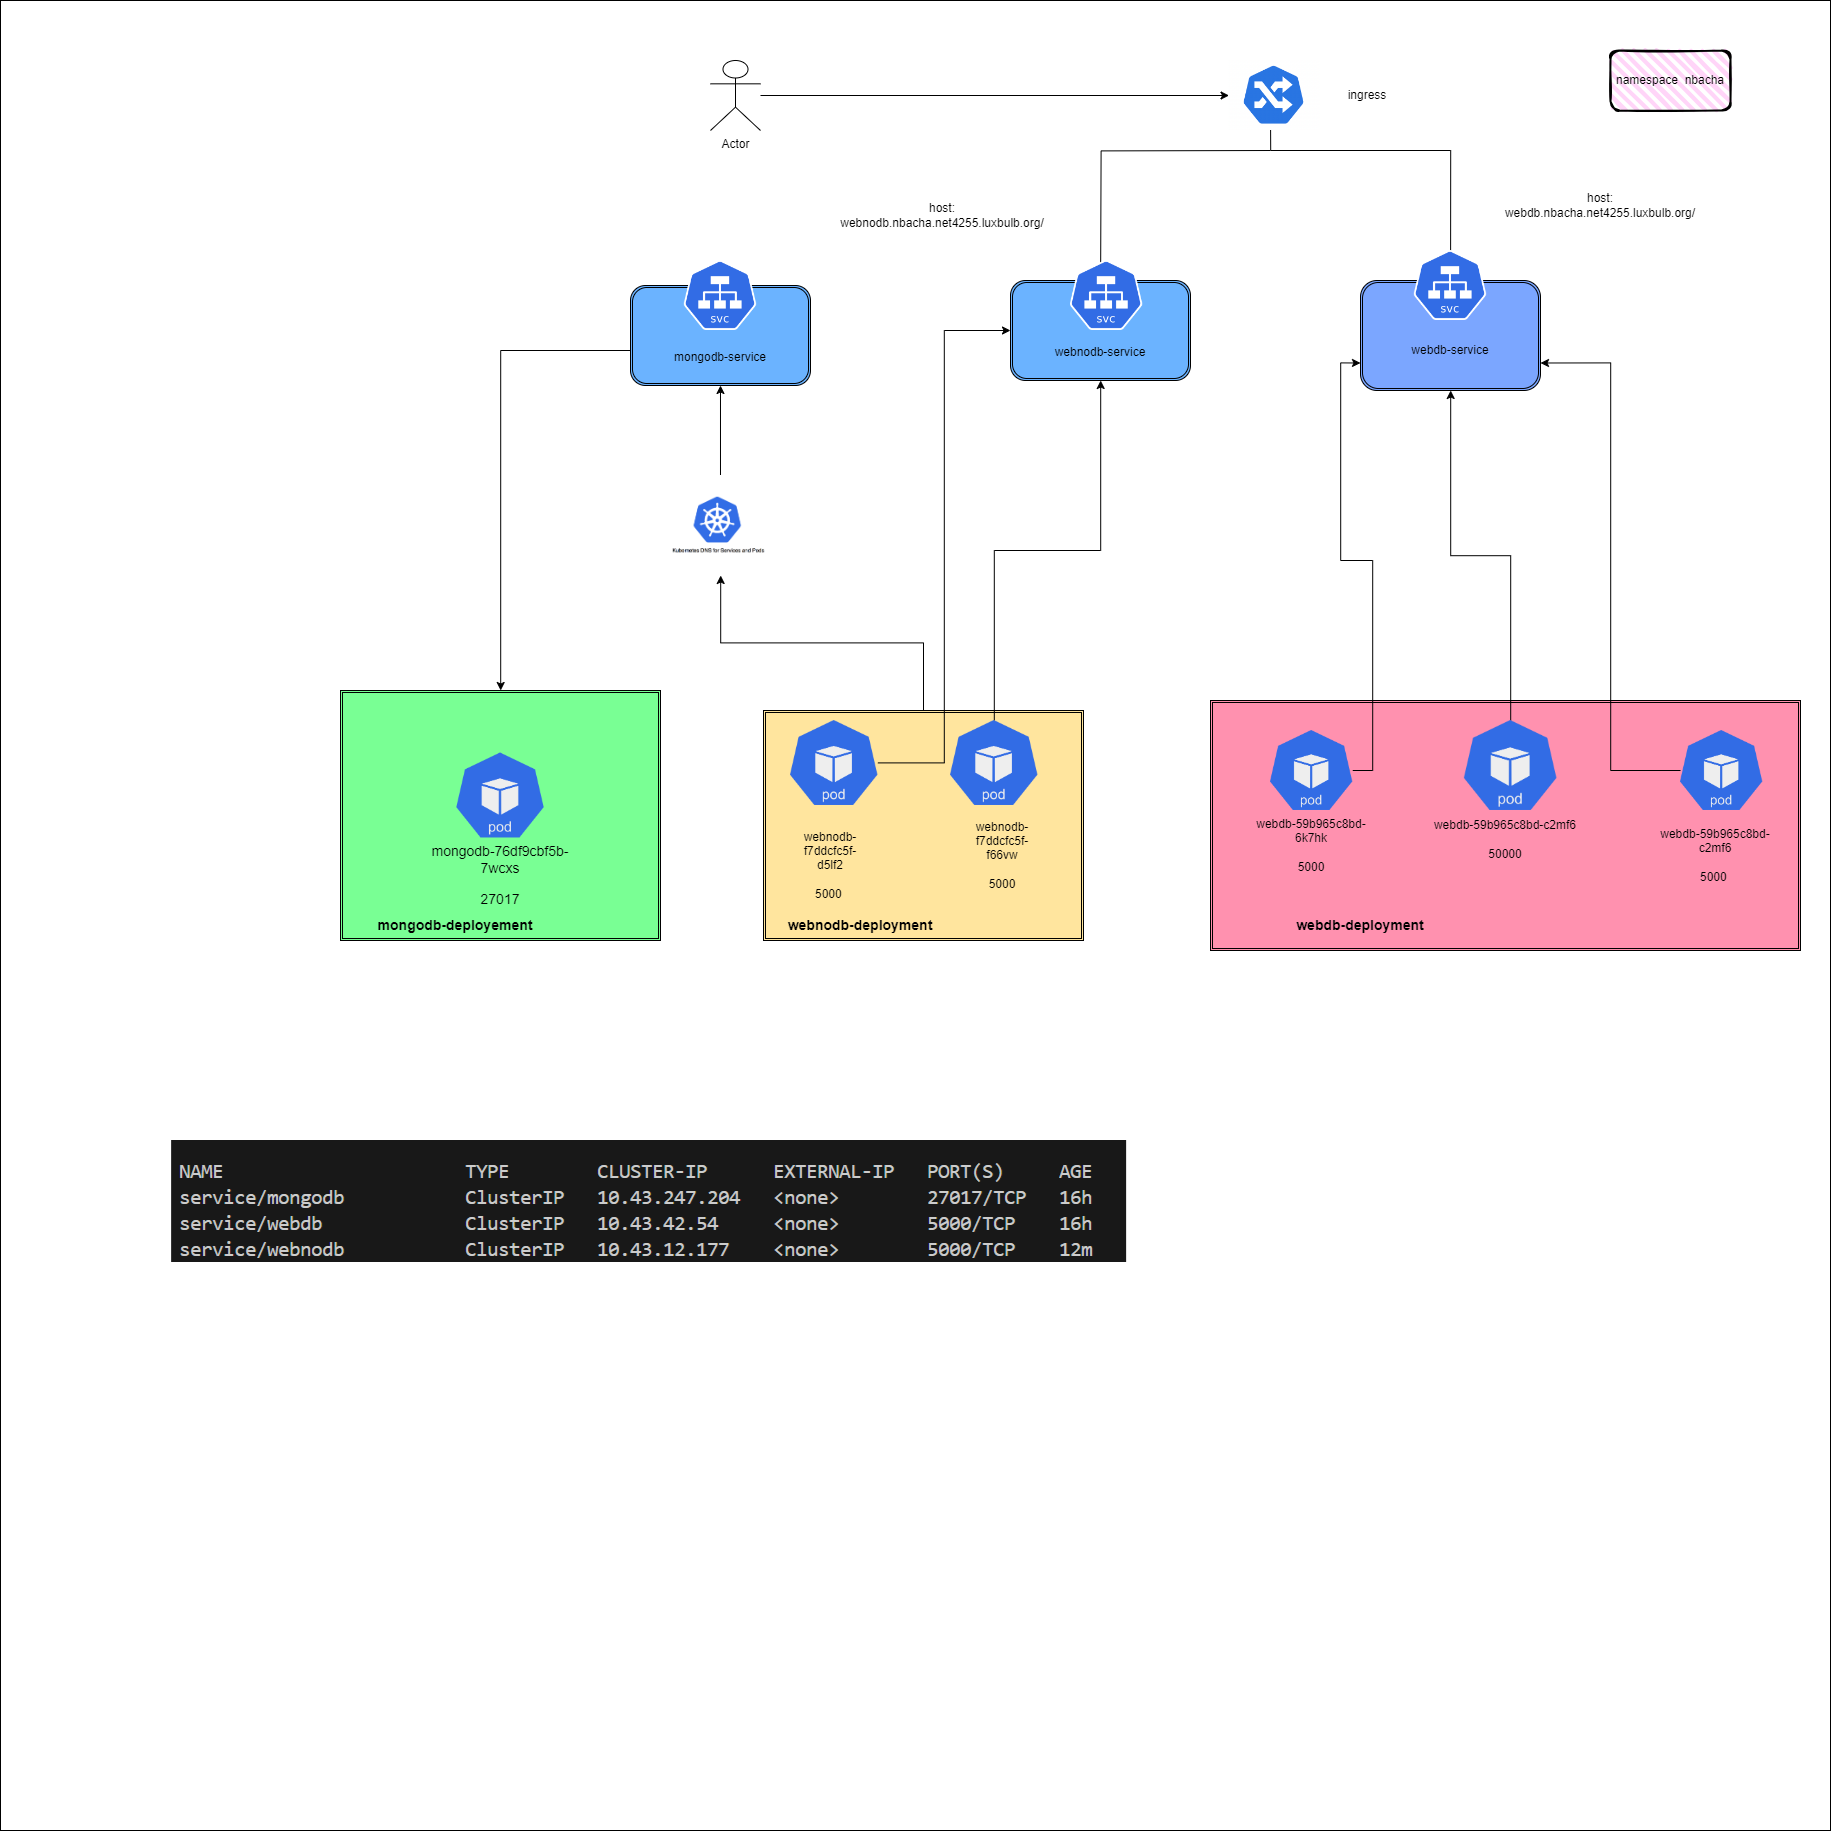 Actor
ingress
namespace  nbacha
host:
webnodb.nbacha.net4255.luxbulb.org/
host:
webdb.nbacha.net4255.luxbulb.org/
svc
mongodb-service
svc
webnodb-service
svc
webdb-service
Kubernetes DNS for Services and Pods
pod
mongodb-76df9cbf5b-
7wcxs
27017
mongodb-deployement
pod
webnodb-
f7ddcfc5f-
d5lf2
5000
pod
webnodb-
f7ddcfc5f-
f66vw
5000
webnodb-deployment
pod
webdb-59b965c8bd-
6k7hk
5000
pod
webdb-59b965c8bd-c2mf6
50000
pod
webdb-59b965c8bd-
c2mf6
5000
webdb-deployment
NAME TYPE CLUSTER-IP EXTERNAL-IP PORT(S) AGE
service/mongodb ClusterIP 10.43.247.204 <none> 27017/TCP 16h
service/webdb ClusterIP 10.43.42.54 <none> 5000/TCP 16h
service/webnodb ClusterIP 10.43.12.177 <none> 5000/TCP 12m